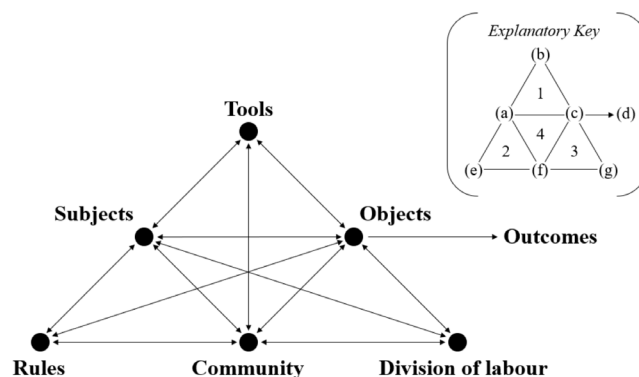 Explanatory Key
(b)
1
(a)
(c)
(d)
4
2
3
(e)
(f)
(g)
Tools
Subjects
Objects
Outcomes
Rules
Community
Division of labour